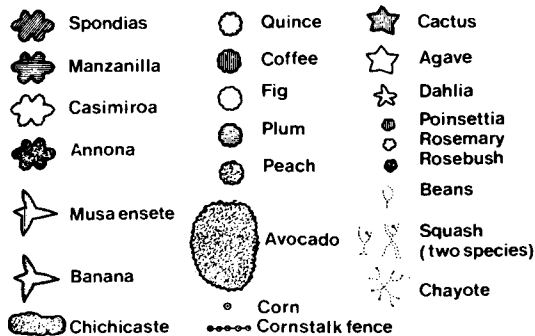 Spondias
Manzanilla
Casimiroa
Annona
Musa ensete
Banana
Chichicaste
Quince
Coffee
Fig
Plum
Peach
Avocado
Corn
Cornstalk fence
Cactus
Agave
Dahlia
Poinsettia
Rosemary
Rosebush
Beans
Squash
(two species)
Chayote